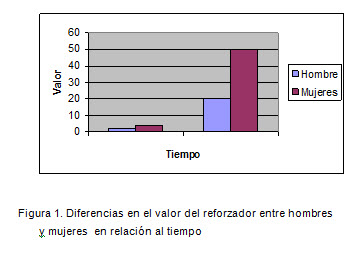 60
50
40
30
20
10
0
Valor
Tiempo
Hombre
Mujeres
Figura 1. Diferencias en el valor del reforzador entre hombres
y mujeres en relación al tiempo